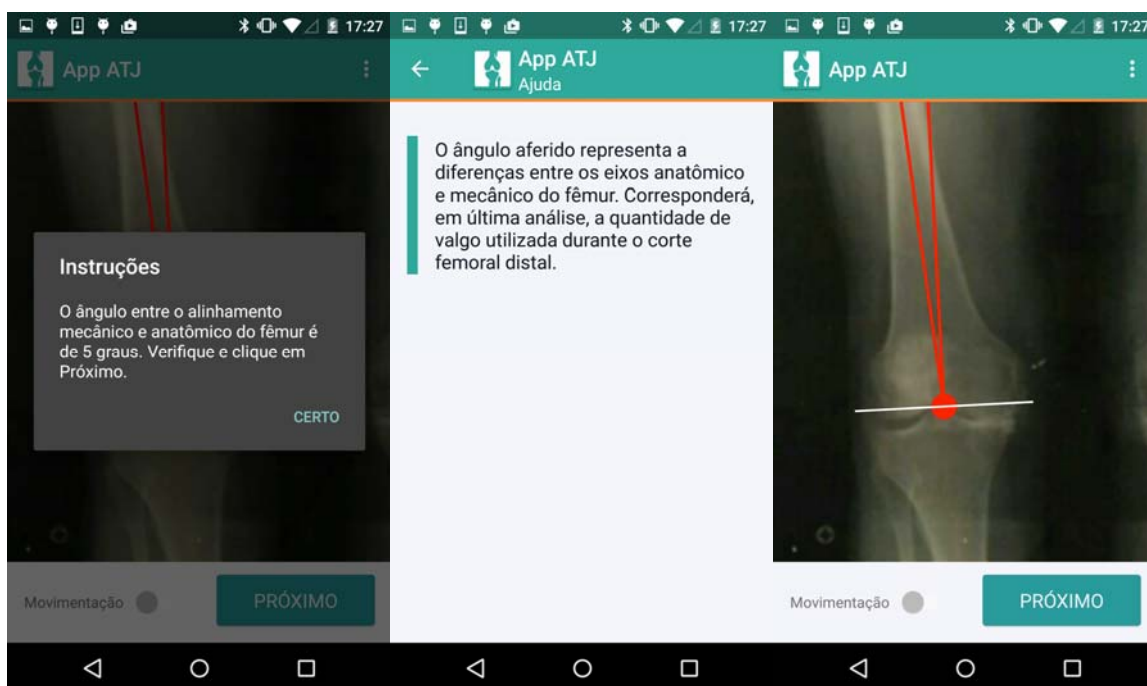 17:27
App ATJ
Instruções
O ângulo entre o alinhamento
mecânico e anatômico do fêmur é
de 5 graus. Verifique e clique em
Próximo.
CERTO
Movimentação
PRÓXIMO
17:27
App ATJ
Ajuda
O ângulo aferido representa a
diferenças entre os eixos anatômico
e mecânico do fêmur. Corresponderá,
em última análise, a quantidade de
valgo utilizada durante o corte
femoral distal.
17:27
App ATJ
Movimentação
PRÓXIMO